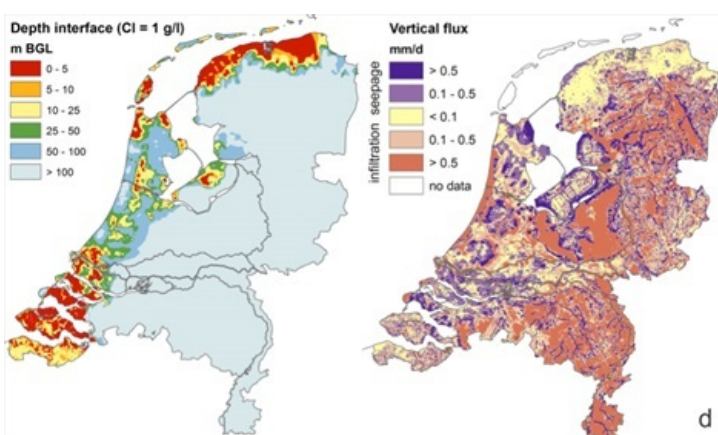 Depth interface (Cl = 1 g/l)
m BGL
0 - 5
5 - 10
10 - 25
25 - 50
50 - 100
> 100
Vertical flux
mm/d
infiltration seepage
> 0.5
0.1 - 0.5
< 0.1
0.1 - 0.5
> 0.5
no data
d